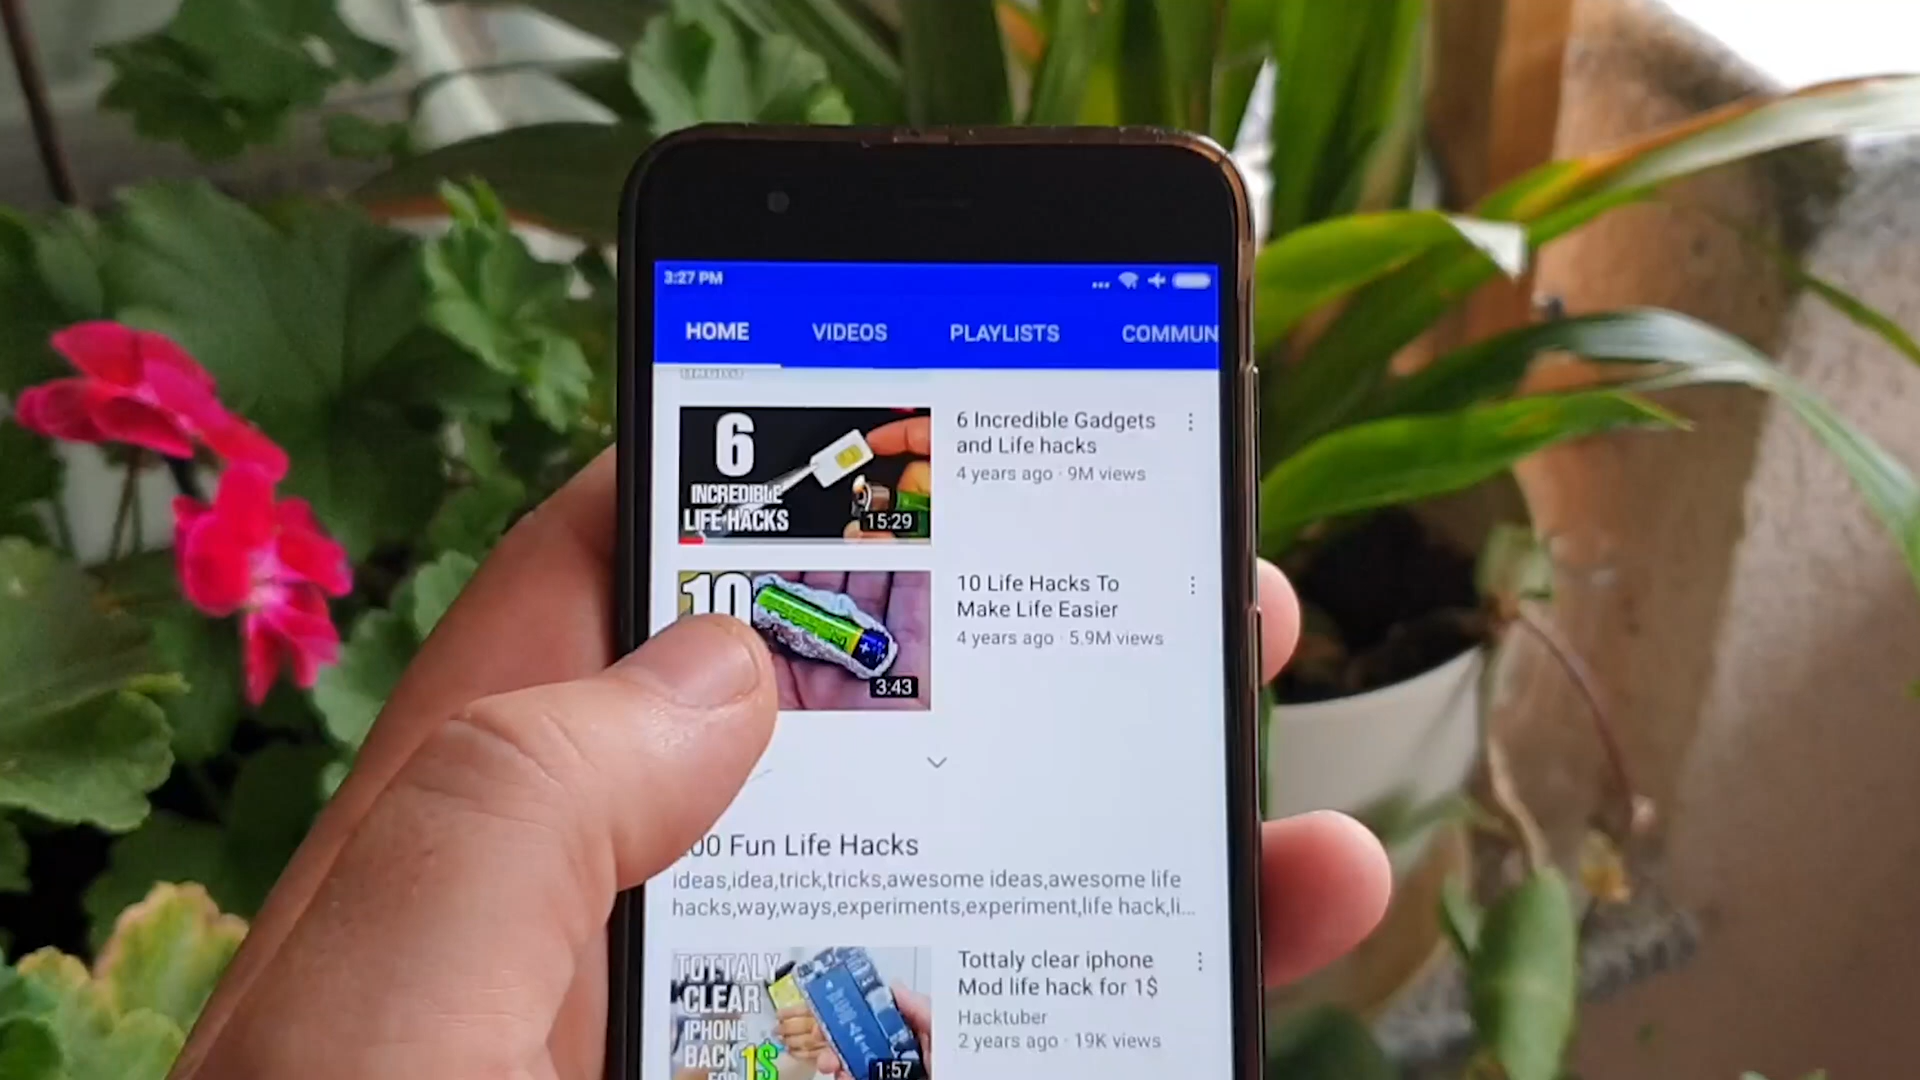 3:27 PM
HOME VIDEOS PLAYLISTS COMMUN
6
INCREDIBLE
LIFE HACKS
15:29
6 Incredible Gadgets
and Life hacks
4 years ago · 9M views
10
3:43
10 Life Hacks To
Make Life Easier
4 years ago · 5.9M views
00 Fun Life Hacks
ideas,idea,trick,tricks,awesome ideas,awesome life
hacks,way,ways,experiments,experiment,life hack,li...
TOTTALY
CLEAR
IPHONE
BACK
FOR 1$
1:57
Tottaly clear iphone
Mod life hack for 1$
Hacktuber
2 years ago · 19K views